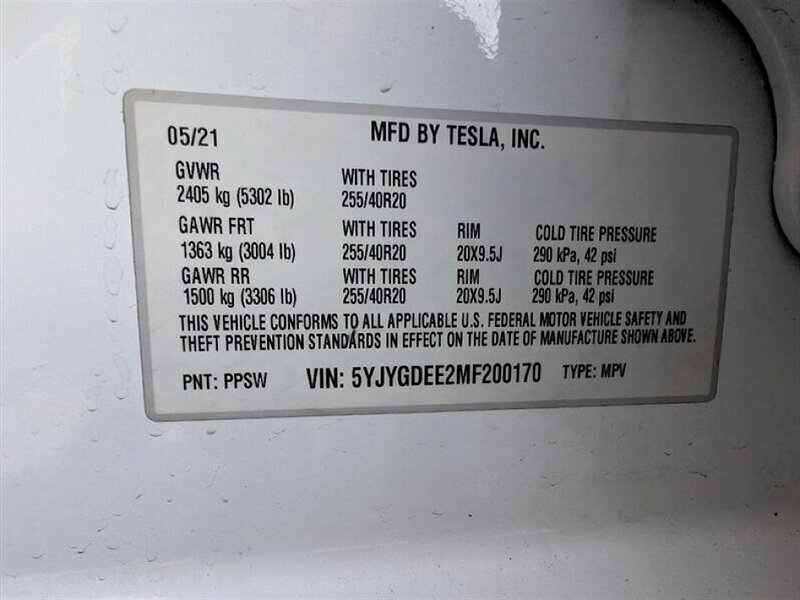 05/21 MFD BY TESLA, INC.
GVWR WITH TIRES
2405 kg (5302 lb) 255/40R20
GAWR FRT WITH TIRES RIM COLD TIRE PRESSURE
1363 kg (3004 lb) 255/40R20 20X9.5J 290 kPa, 42 psi
GAWR RR WITH TIRES RIM COLD TIRE PRESSURE
1500 kg (3306 lb) 255/40R20 20X9.5J 290 kPa, 42 psi
THIS VEHICLE CONFORMS TO ALL APPLICABLE U.S. FEDERAL MOTOR VEHICLE SAFETY AND
THEFT PREVENTION STANDARDS IN EFFECT ON THE DATE OF MANUFACTURE SHOWN ABOVE.
PNT: PPSW VIN: 5YJYGDEE2MF200170 TYPE: MPV